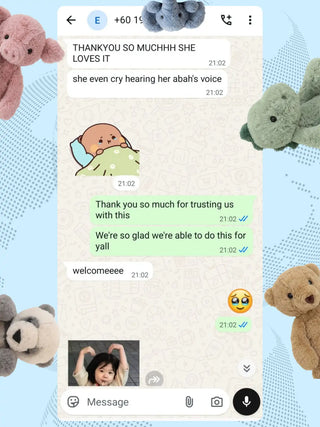 E +60 19
THANKYOU SO MUCHHH SHE
LOVES IT
21:02
she even cry hearing her abah's voice
21:02
21:02
Thank you so much for trusting us
with this
21:02
We're so glad we're able to do this for
yall
21:02
welcomeeee 21:02
21:02
Message